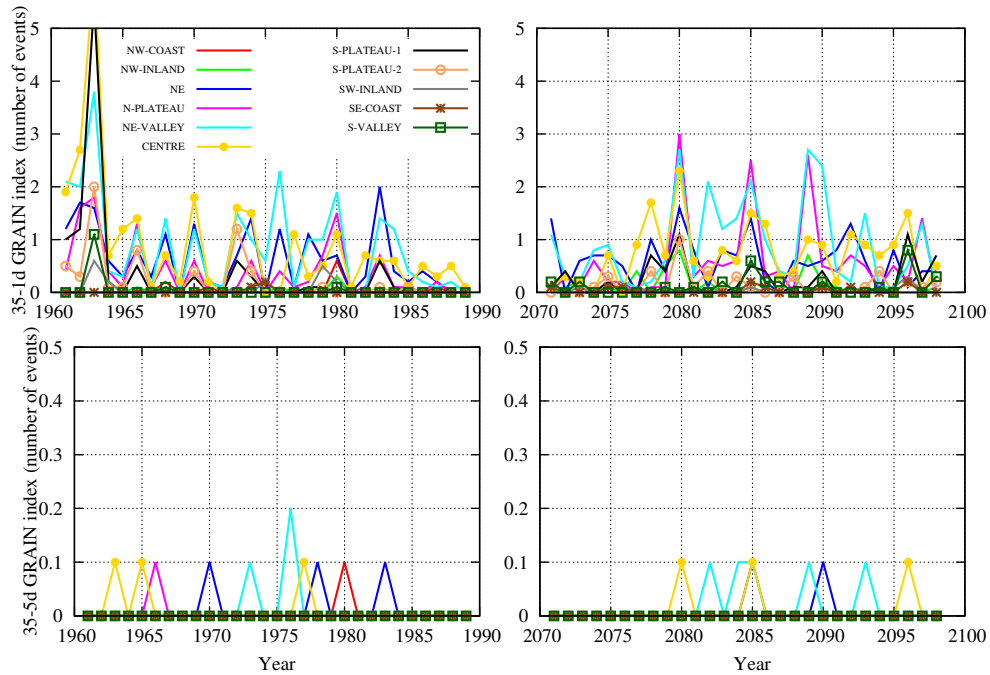 35-1d GRAIN index (number of events)
5
4
3
2
1
0
NW-COAST
NW-INLAND
NE
N-PLATEAU
NE-VALLEY
CENTRE
S-PLATEAU-1
S-PLATEAU-2
SW-INLAND
SE-COAST
S-VALLEY
1960 1965 1970 1975 1980 1985 1990
5
4
3
2
1
0
2070 2075 2080 2085 2090 2095 2100
35-5d GRAIN index (number of events)
0.5
0.4
0.3
0.2
0.1
0
1960 1965 1970 1975 1980 1985 1990
Year
0.5
0.4
0.3
0.2
0.1
0
2070 2075 2080 2085 2090 2095 2100
Year